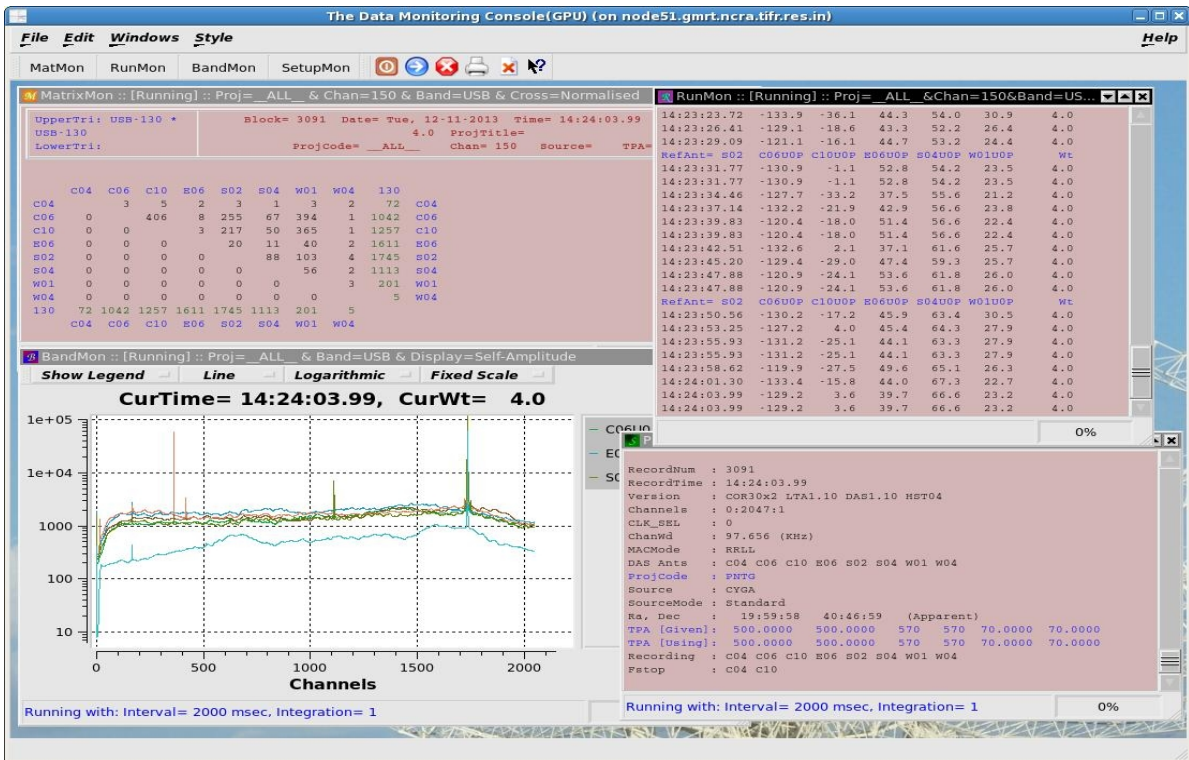 The Data Monitoring Console(GPU) (on node51.gmrt.ncra.tifr.res.in)
File Edit Windows Style Help
MatMon RunMon BandMon SetupMon
MatrixMon :: [Running] :: Proj=__ALL__ & Chan=150 & Band=USB & Cross=Normalised
UpperTri: USB-130 * Block= 3091 Date= Tue, 12-11-2013 Time= 14:24:03.99
USB-130 4.0 ProjTitle=
LowerTri: ProjCode= __ALL__ Chan= 150 Source= TPA=
C04 C06 C10 E06 S02 S04 W01 W04 130
C04 3 5 2 3 1 3 2 72 C04
C06 0 406 8 255 67 394 1 1042 C06
C10 0 0 3 217 50 365 1 1257 C10
E06 0 0 0 20 11 40 2 1611 E06
S02 0 0 0 0 88 103 4 1745 S02
S04 0 0 0 0 0 56 2 1113 S04
W01 0 0 0 0 0 0 3 201 W01
W04 0 0 0 0 0 0 0 5 W04
130 72 1042 1257 1611 1745 1113 201 5
C04 C06 C10 E06 S02 S04 W01 W04
RunMon :: [Running] :: Proj=__ALL__&Chan=150&Band=US...
14:23:23.72 -133.9 -36.1 44.3 54.0 30.9 4.0
14:23:26.41 -129.1 -18.6 43.3 52.2 26.4 4.0
14:23:29.09 -121.1 -16.1 44.7 53.2 24.4 4.0
RefAnt= S02 C06U0P C10U0P E06U0P S04U0P W01U0P Wt
14:23:31.77 -130.9 -1.1 52.8 54.2 23.5 4.0
14:23:31.77 -130.9 -1.1 52.8 54.2 23.5 4.0
14:23:34.46 -127.7 -33.2 37.5 55.6 21.2 4.0
14:23:37.14 -132.2 -21.9 42.9 56.6 23.8 4.0
14:23:39.83 -120.4 -18.0 51.4 56.6 22.4 4.0
14:23:39.83 -120.4 -18.0 51.4 56.6 22.4 4.0
14:23:42.51 -132.6 2.1 37.1 61.6 25.7 4.0
14:23:45.20 -129.4 -29.0 47.4 59.3 25.7 4.0
14:23:47.88 -120.9 -24.1 53.6 61.8 26.0 4.0
14:23:47.88 -120.9 -24.1 53.6 61.8 26.0 4.0
RefAnt= S02 C06U0P C10U0P E06U0P S04U0P W01U0P Wt
14:23:50.56 -130.2 -17.2 45.9 63.4 30.5 4.0
14:23:53.25 -127.2 4.0 45.4 64.3 27.9 4.0
14:23:55.93 -131.2 -25.1 44.1 63.3 27.9 4.0
14:23:55.93 -131.2 -25.1 44.1 63.3 27.9 4.0
14:23:58.62 -119.9 -27.5 49.6 65.1 26.3 4.0
14:24:01.30 -133.4 -15.8 44.0 67.3 22.7 4.0
14:24:03.99 -129.2 3.6 39.7 66.6 23.2 4.0
14:24:03.99 -129.2 3.6 39.7 66.6 23.2 4.0
0%
BandMon :: [Running] :: Proj=__ALL__ & Band=USB & Display=Self-Amplitude
Show Legend Line Logarithmic Fixed Scale
CurTime= 14:24:03.99, CurWt= 4.0
1e+05
1e+04
1000
100
10
0 500 1000 1500 2000
Channels
C06U0
Running with: Interval= 2000 msec, Integration= 1
RecordNum : 3091
RecordTime : 14:24:03.99
Version : COR30x2 LTA1.10 DAS1.10 HST04
Channels : 0:2047:1
CLK_SEL : 0
ChanWd : 97.656 (KHz)
MACMode : RRLL
DAS Ants : C04 C06 C10 E06 S02 S04 W01 W04
ProjCode : PNTG
Source : CYGA
SourceMode : Standard
Ra, Dec : 19:59:58 40:46:59 (Apparent)
TPA [Given]: 500.0000 500.0000 570 570 70.0000 70.0000
TPA [Using]: 500.0000 500.0000 570 570 70.0000 70.0000
Recording : C04 C06 C10 E06 S02 S04 W01 W04
Fstop : C04 C10
Running with: Interval= 2000 msec, Integration= 1
0%